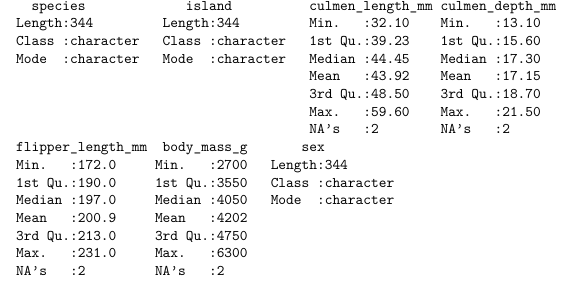 species island culmen_length_mm culmen_depth_mm
Length:344 Length:344 Min. :32.10 Min. :13.10
Class :character Class :character 1st Qu.:39.23 1st Qu.:15.60
Mode :character Mode :character Median :44.45 Median :17.30
Mean :43.92 Mean :17.15
3rd Qu.:48.50 3rd Qu.:18.70
Max. :59.60 Max. :21.50
NA's :2 NA's :2
flipper_length_mm body_mass_g sex
Min. :172.0 Min. :2700 Length:344
1st Qu.:190.0 1st Qu.:3550 Class :character
Median :197.0 Median :4050 Mode :character
Mean :200.9 Mean :4202
3rd Qu.:213.0 3rd Qu.:4750
Max. :231.0 Max. :6300
NA's :2 NA's :2